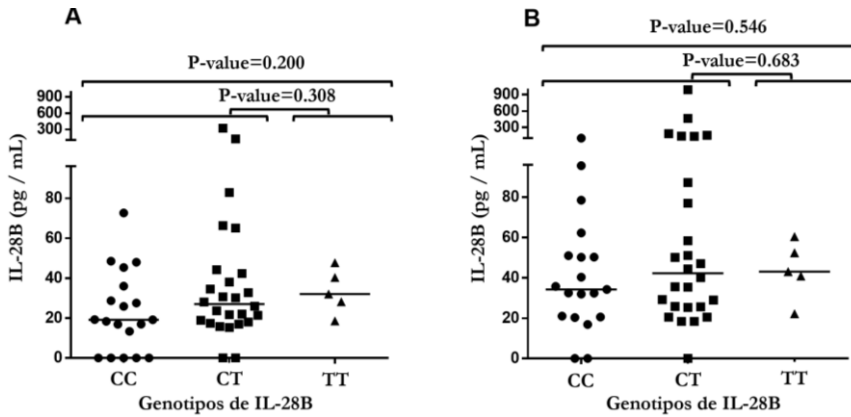 A
P-value=0.200
P-value=0.308
900
600
300
80
60
40
20
0
IL-28B (pg / mL)
CC CT TT
Genotipos de IL-28B
B
P-value=0.546
P-value=0.683
900
600
300
80
60
40
20
0
IL-28B (pg / mL)
CC CT TT
Genotipos de IL-28B